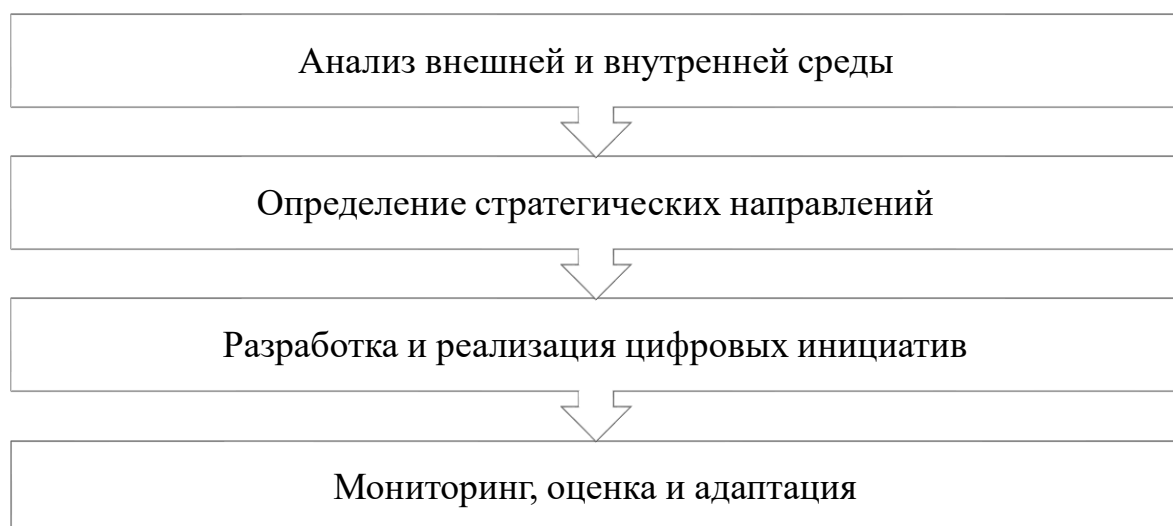 Анализ внешней и внутренней среды
Определение стратегических направлений
Разработка и реализация цифровых инициатив
Мониторинг, оценка и адаптация